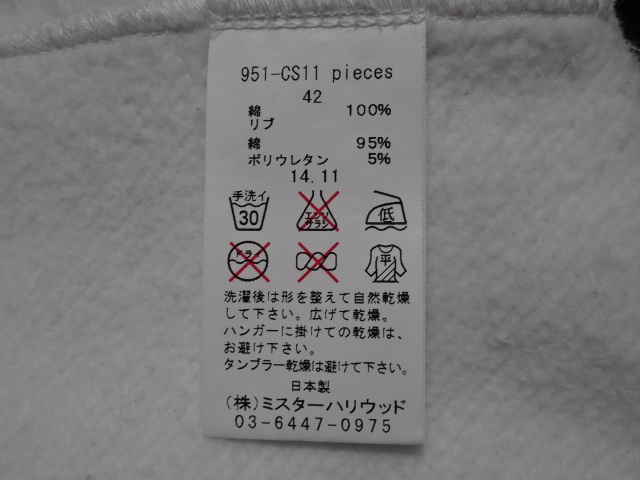 951-CS11 pieces
42
綿 100%
リブ
綿 95%
ポリウレタン 5%
14.11
手洗イ
30
エンソ
サラシ
低
ドライ
平
洗濯後は形を整えて自然乾燥
して下さい。広げて乾燥。
ハンガーに掛けての乾燥は、
お避け下さい。
タンブラー乾燥は避けて下さい。
日本製
(株)ミスターハリウッド
03-6447-0975